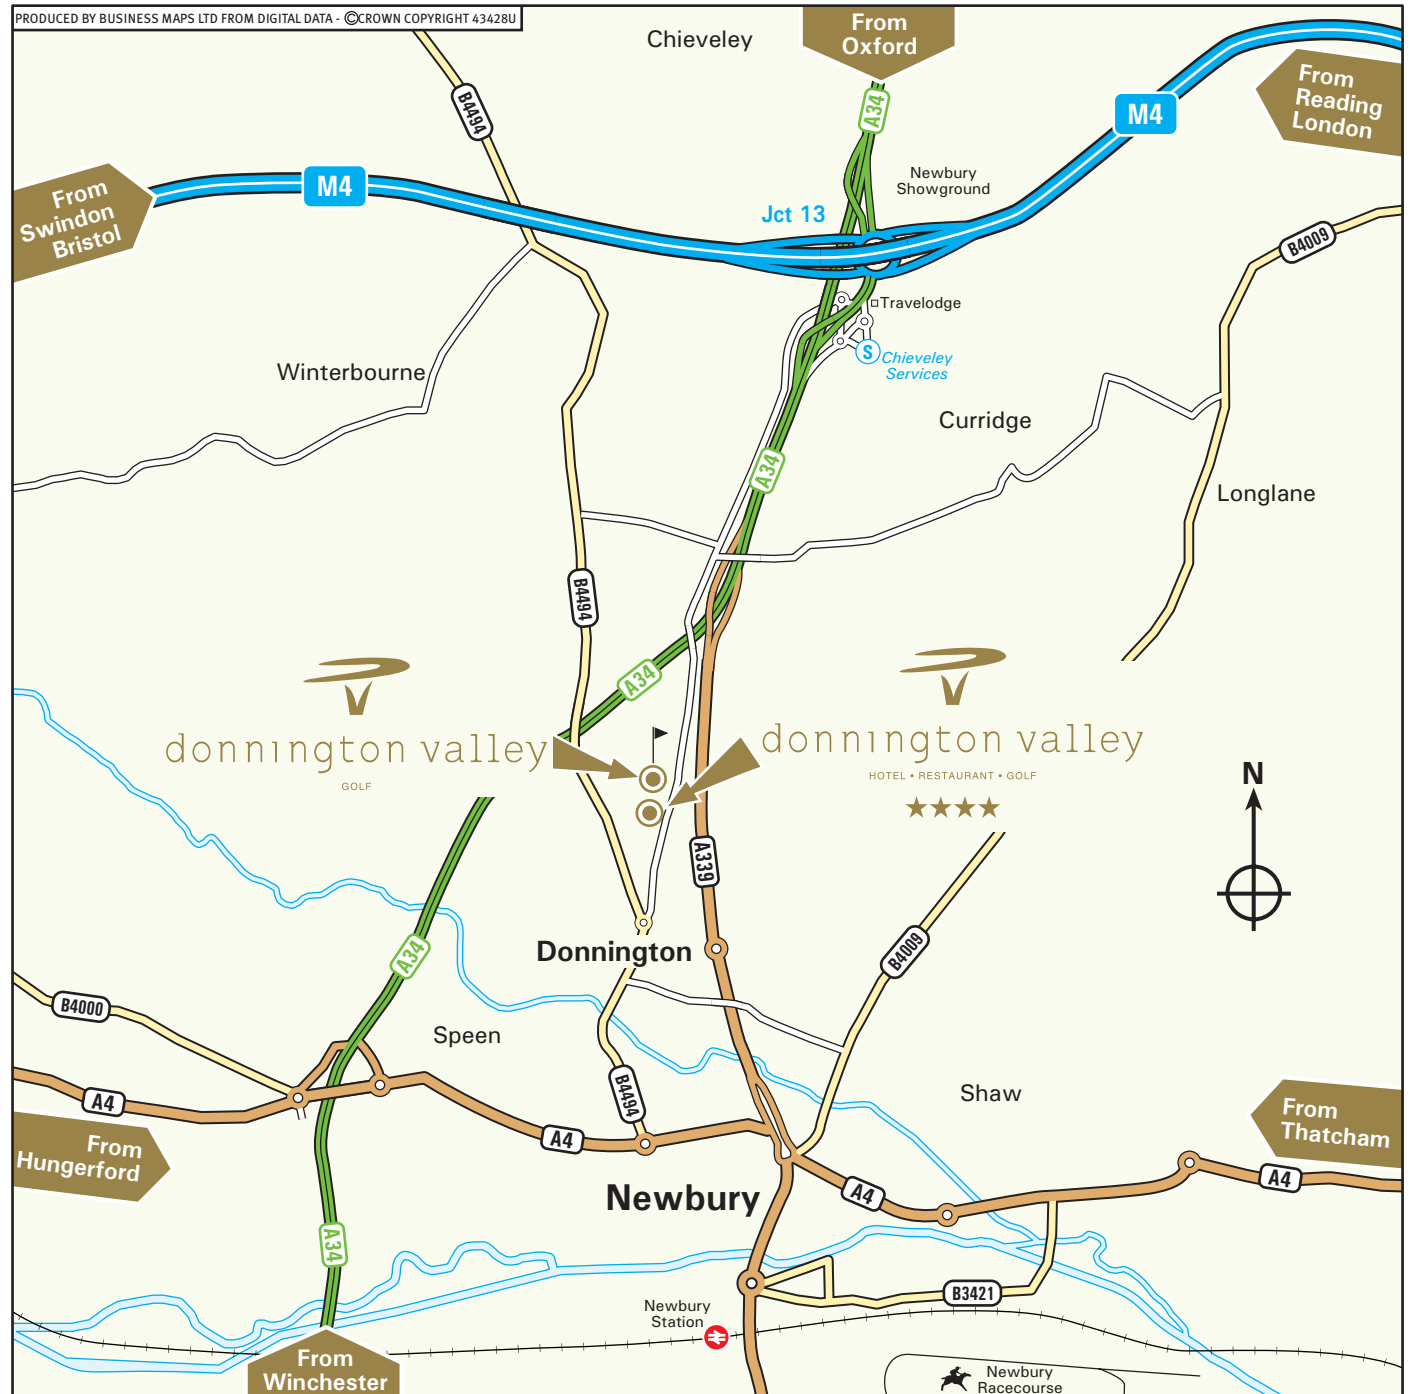 PRODUCED BY BUSINESS MAPS LTD FROM DIGITAL DATA - ©CROWN COPYRIGHT 43428U
From
Oxford
Chieveley
From
Reading
London
A34
B4494
M4
M4
From
Swindon
Bristol
Newbury
Showground
Jct 13
B4009
Travelodge
S
Chieveley
Services
Winterbourne
Curridge
A34
Longlane
B4494
A34
donnington valley
GOLF
donnington valley
HOTEL • RESTAURANT • GOLF
★★★★
N
A339
B4009
Donnington
A34
B4000
Speen
B4494
Shaw
A4
A4
From
Hungerford
From
Thatcham
A4
A4
Newbury
A34
B3421
Newbury
Station
From
Winchester
Newbury
Racecourse